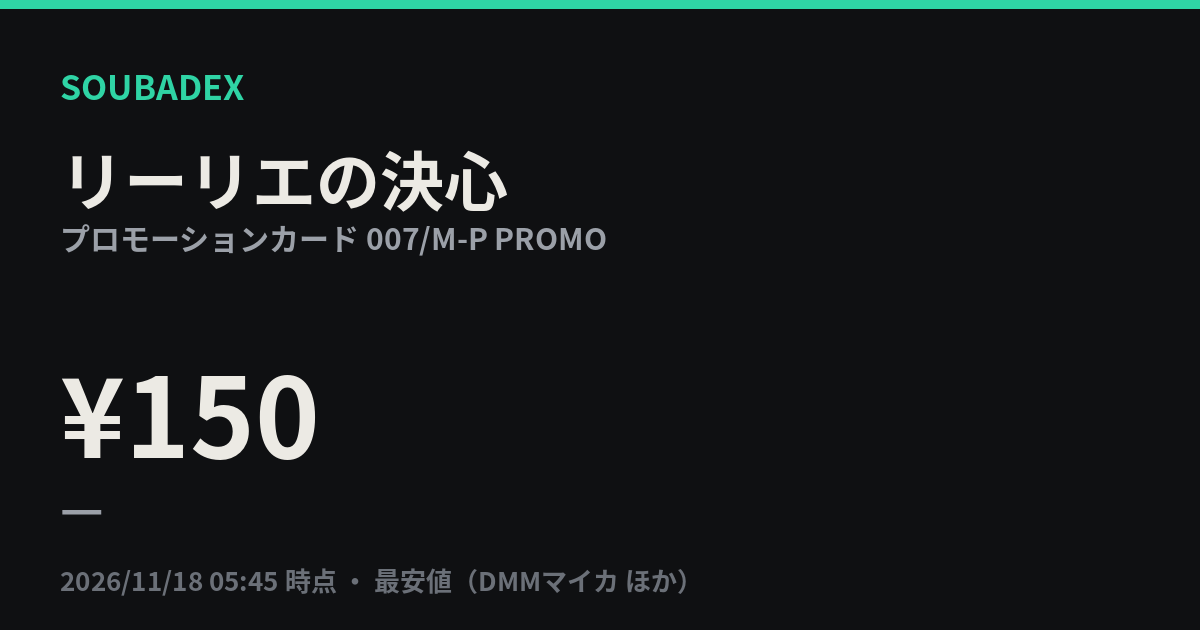 SOUBADEX
リーリエの決心
プロモーションカード 007/M-P PROMO
¥150
—
2026/11/18 05:45 時点 ・ 最安値（DMMマイカ ほか）